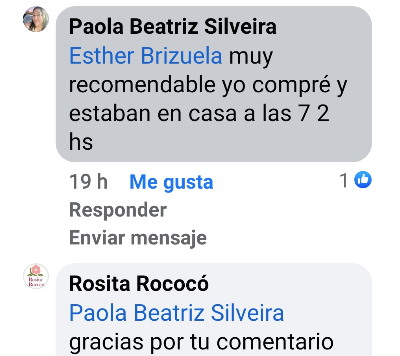 Paola Beatriz Silveira
Esther Brizuela muy
recomendable yo compré y
estaban en casa a las 7 2
hs
19 h Me gusta 1
Responder
Enviar mensaje
Rosita Rococó
Paola Beatriz Silveira
gracias por tu comentario